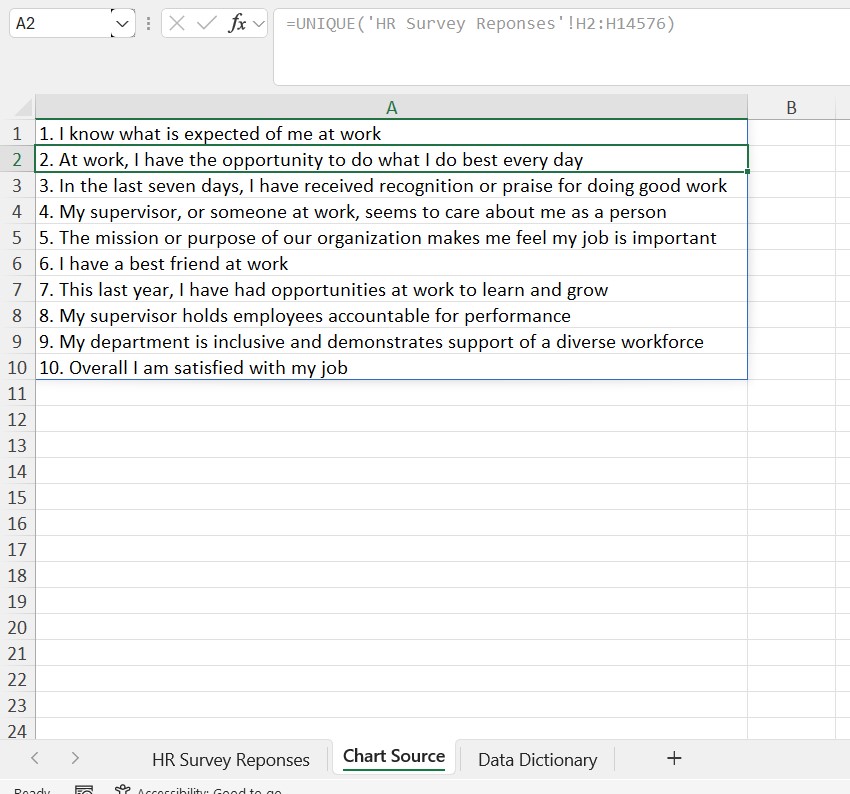 A2
fx
=UNIQUE('HR Survey Reponses'!H2:H14576)
A B
1 1. I know what is expected of me at work
2 2. At work, I have the opportunity to do what I do best every day
3 3. In the last seven days, I have received recognition or praise for doing good work
4 4. My supervisor, or someone at work, seems to care about me as a person
5 5. The mission or purpose of our organization makes me feel my job is important
6 6. I have a best friend at work
7 7. This last year, I have had opportunities at work to learn and grow
8 8. My supervisor holds employees accountable for performance
9 9. My department is inclusive and demonstrates support of a diverse workforce
10 10. Overall I am satisfied with my job
11
12
13
14
15
16
17
18
19
20
21
22
23
24
HR Survey Reponses Chart Source Data Dictionary +
Ready Accessibility: Good to go